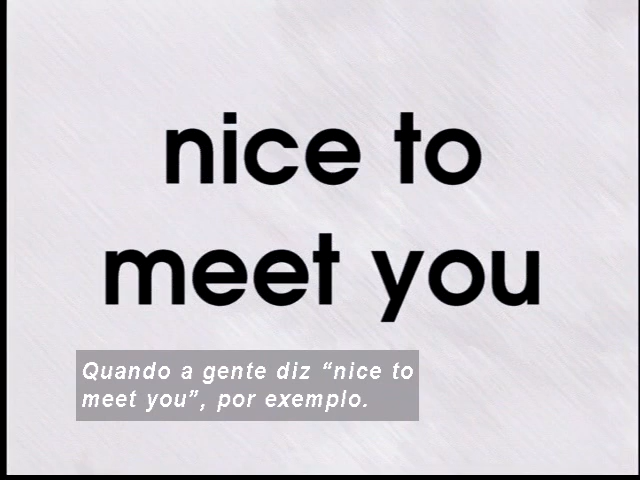 nice to
meet you
Quando a gente diz “nice to
meet you”, por exemplo.